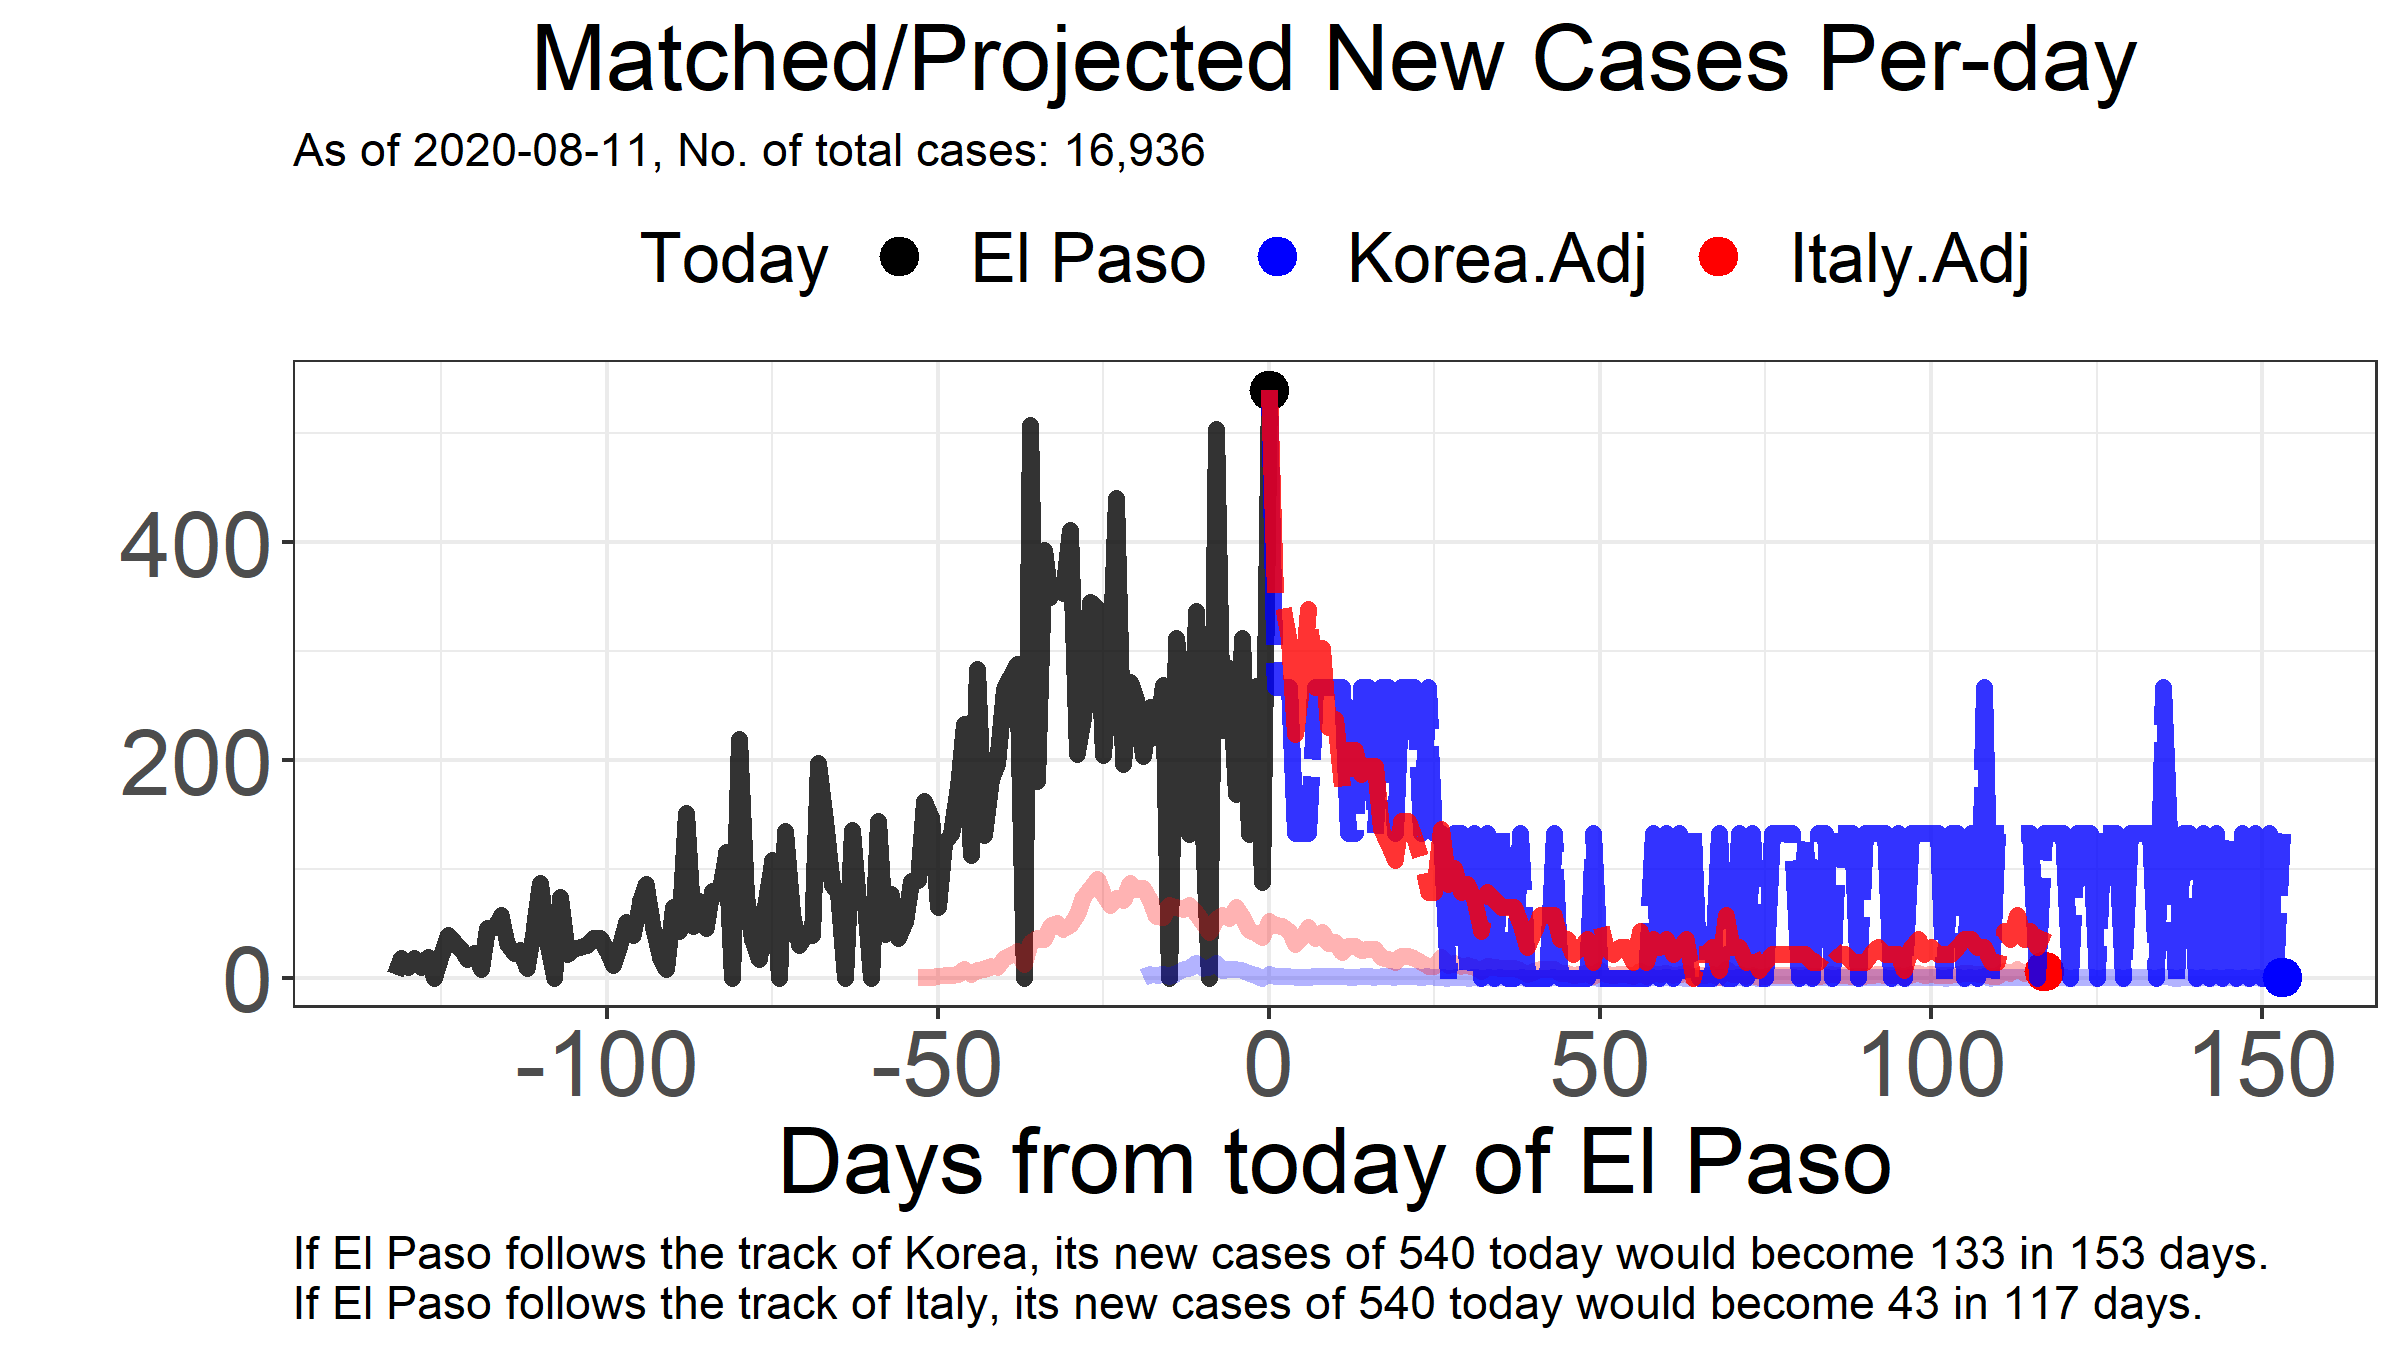 Matched/Projected New Cases Per-day
As of 2020-08-11, No. of total cases: 16,936
Today El Paso Korea.Adj Italy.Adj
400
200
0
-100 -50 0 50 100 150
Days from today of El Paso
If El Paso follows the track of Korea, its new cases of 540 today would become 133 in 153 days.
If El Paso follows the track of Italy, its new cases of 540 today would become 43 in 117 days.